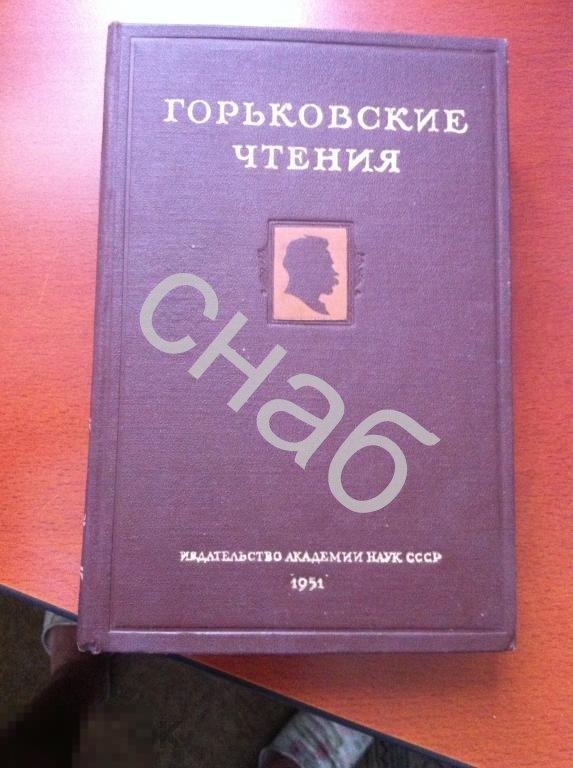 ГОРЬКОВСКИЕ
ЧТЕНИЯ
снаб
ИЗДАТЕЛЬСТВО АКАДЕМИИ НАУК СССР
1951